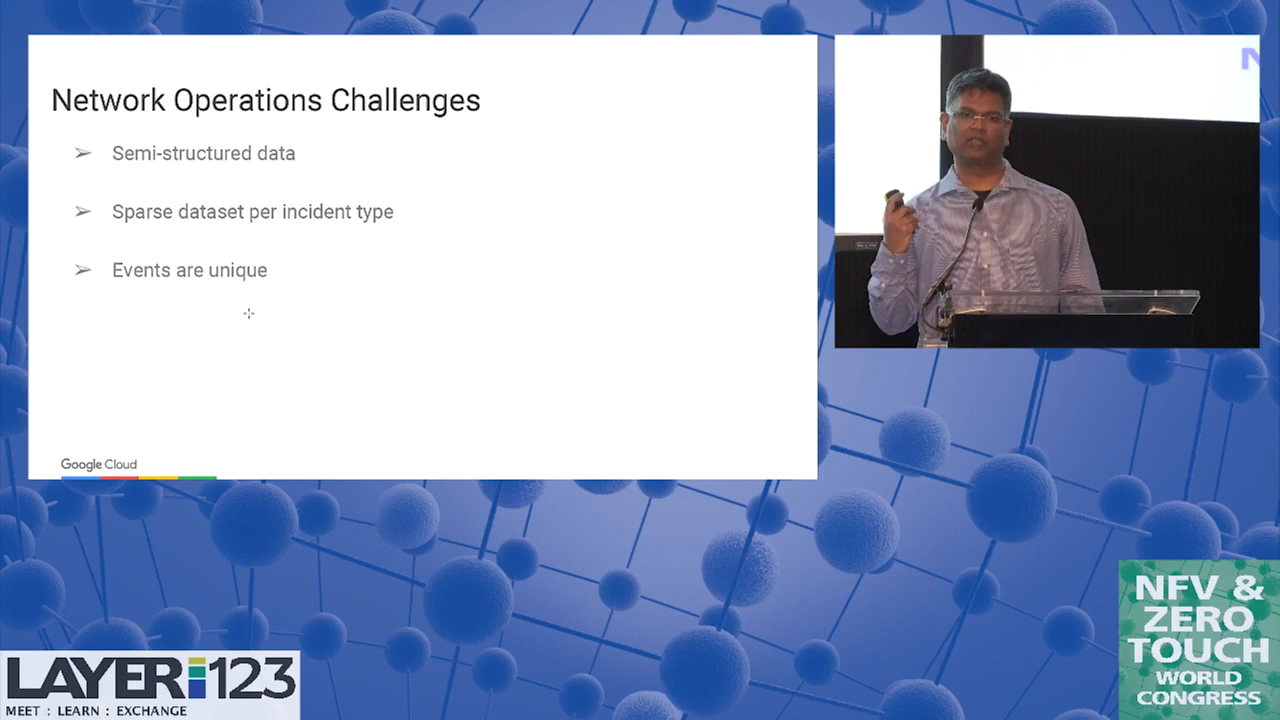 Network Operations Challenges
➢ Semi-structured data
➢ Sparse dataset per incident type
➢ Events are unique
Google Cloud
N
LAYER123
MEET : LEARN : EXCHANGE
NFV &
ZERO
TOUCH
WORLD
CONGRESS